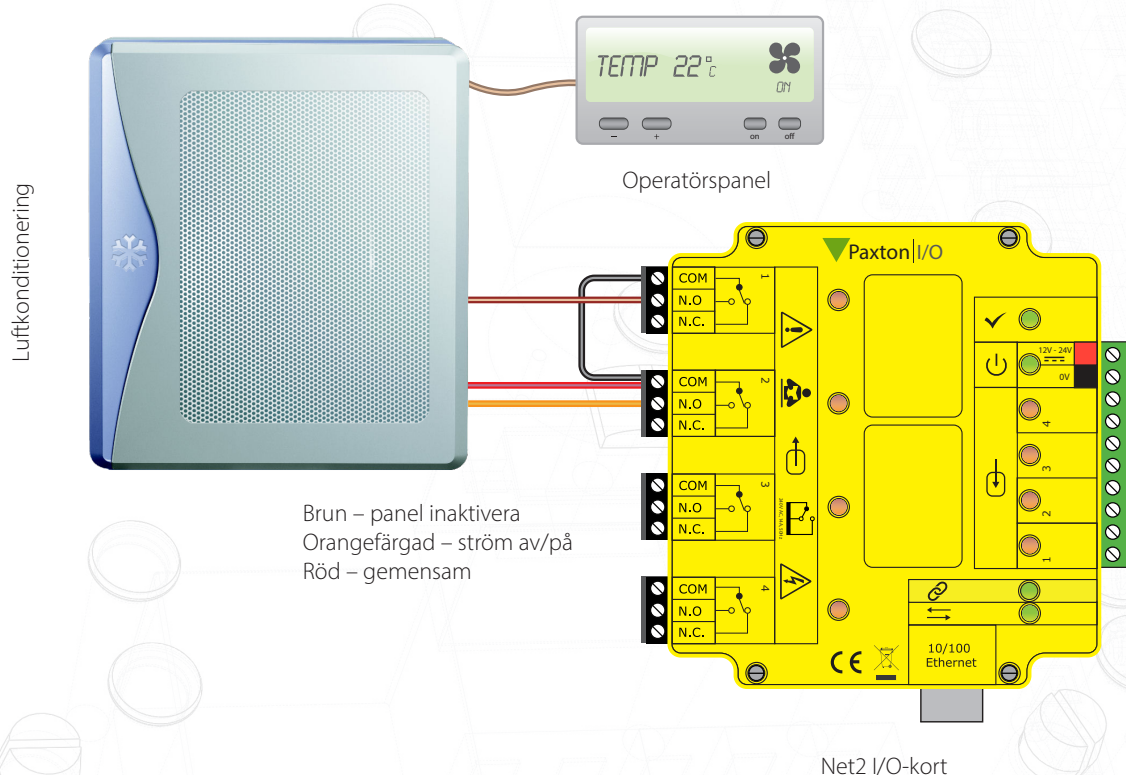 TEMP 22°C
ON
– + on off
Operatörspanel
Luftkonditionering
Paxton I/O
COM
N.O
N.C.
1
COM
N.O
N.C.
2
COM
N.O
N.C.
3
COM
N.O
N.C.
4
12V - 24V
0V
4
3
2
1
10/100
Ethernet
CE
Brun – panel inaktivera
Orangefärgad – ström av/på
Röd – gemensam
Net2 I/O-kort